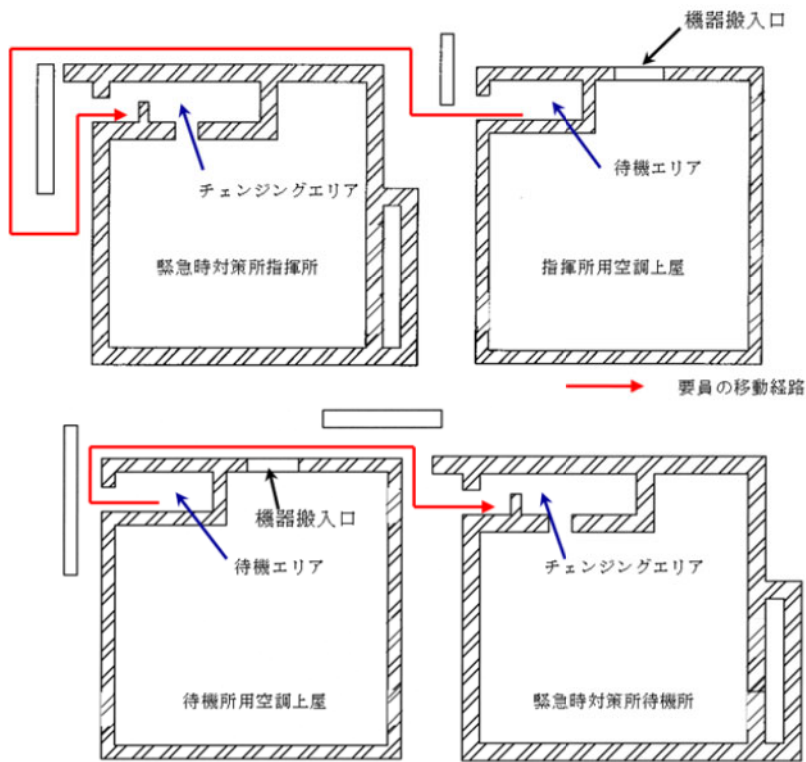 機器搬入口
チェンジングエリア
待機エリア
緊急時対策所指揮所
指揮所用空調上屋
要員の移動経路
機器搬入口
待機エリア
チェンジングエリア
待機所用空調上屋
緊急時対策所待機所